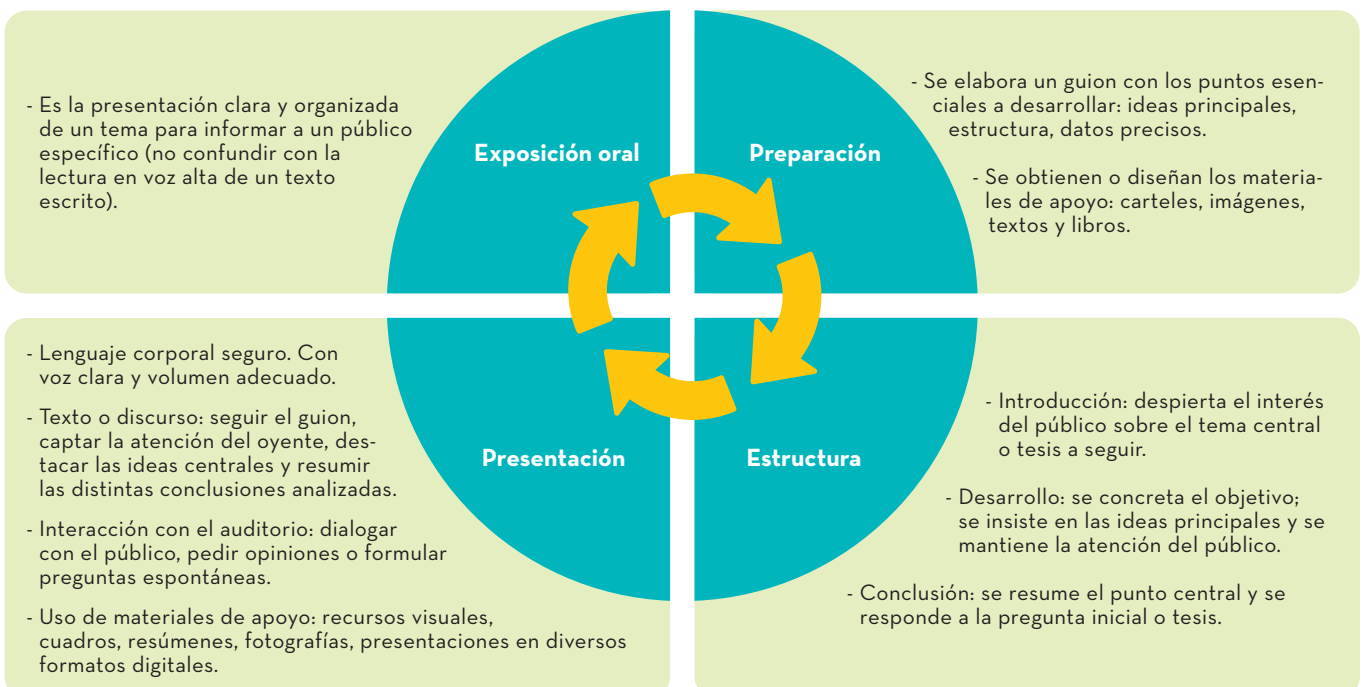 Exposición oral
- Es la presentación clara y organizada
de un tema para informar a un público
específico (no confundir con la
lectura en voz alta de un texto
escrito).
Preparación
- Se elabora un guion con los puntos esen-
ciales a desarrollar: ideas principales,
estructura, datos precisos.
- Se obtienen o diseñan los materia-
les de apoyo: carteles, imágenes,
textos y libros.
Presentación
- Lenguaje corporal seguro. Con
voz clara y volumen adecuado.
- Texto o discurso: seguir el guion,
captar la atención del oyente, des-
tacar las ideas centrales y resumir
las distintas conclusiones analizadas.
- Interacción con el auditorio: dialogar
con el público, pedir opiniones o formular
preguntas espontáneas.
- Uso de materiales de apoyo: recursos visuales,
cuadros, resúmenes, fotografías, presentaciones en diversos
formatos digitales.
Estructura
- Introducción: despierta el interés
del público sobre el tema central
o tesis a seguir.
- Desarrollo: se concreta el objetivo;
se insiste en las ideas principales y se
mantiene la atención del público.
- Conclusión: se resume el punto central y se
responde a la pregunta inicial o tesis.